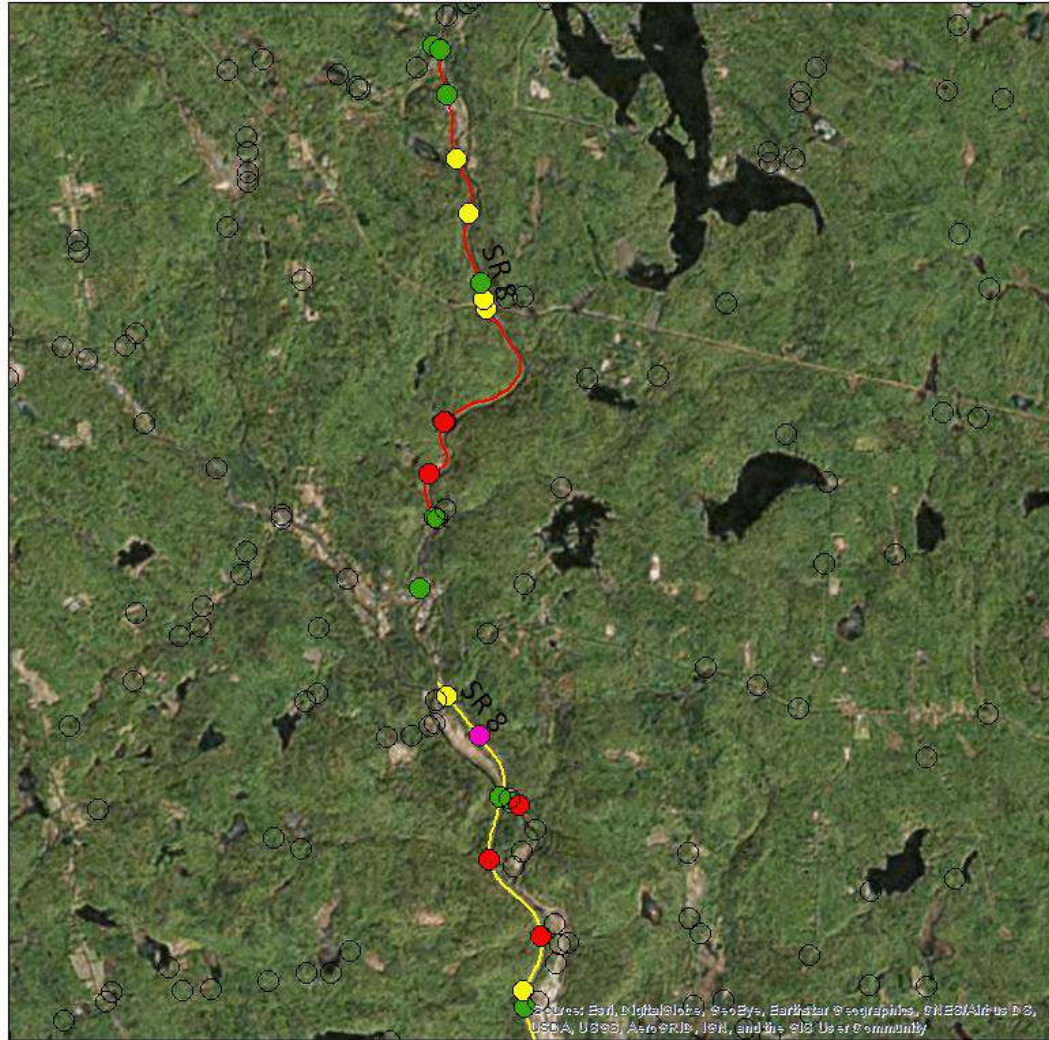 SR 8
SR 8
Source: Esri, DigitalGlobe, GeoEye, Earthstar Geographics, CNES/Airbus DS,
USDA, USGS, AeroGRID, IGN, and the GIS User Community